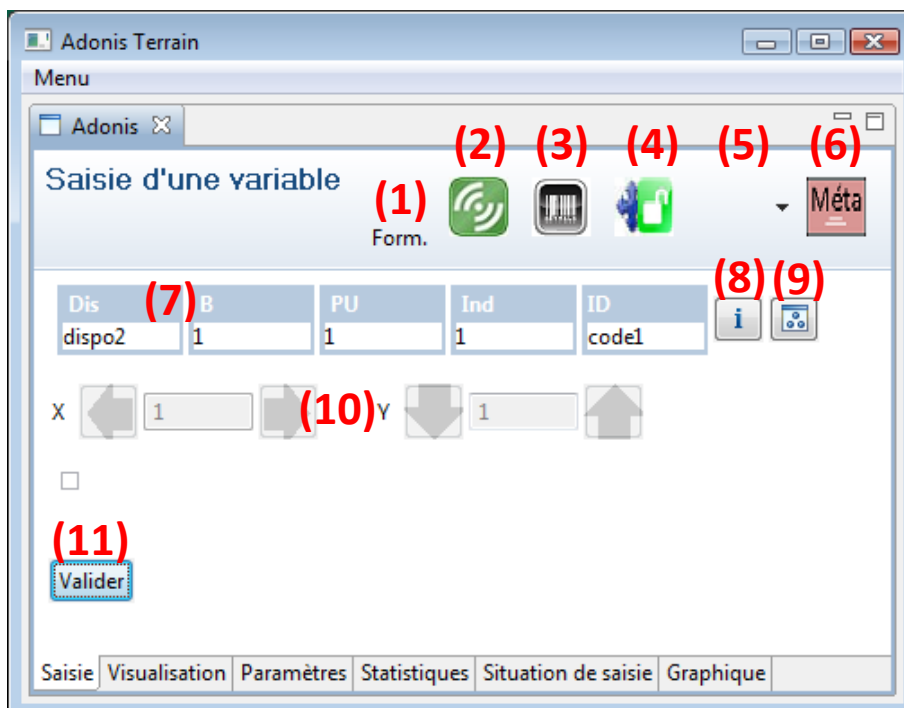 Adonis Terrain
Menu
Adonis
Saisie d'une variable
(1) (2) (3) (4) (5) (6)
Form.
Méta
Dis (7) B PU Ind ID (8) (9)
dispo2 1 1 1 code1 i
X 1 (10) Y 1
(11)
Valider
Saisie Visualisation Paramètres Statistiques Situation de saisie Graphique